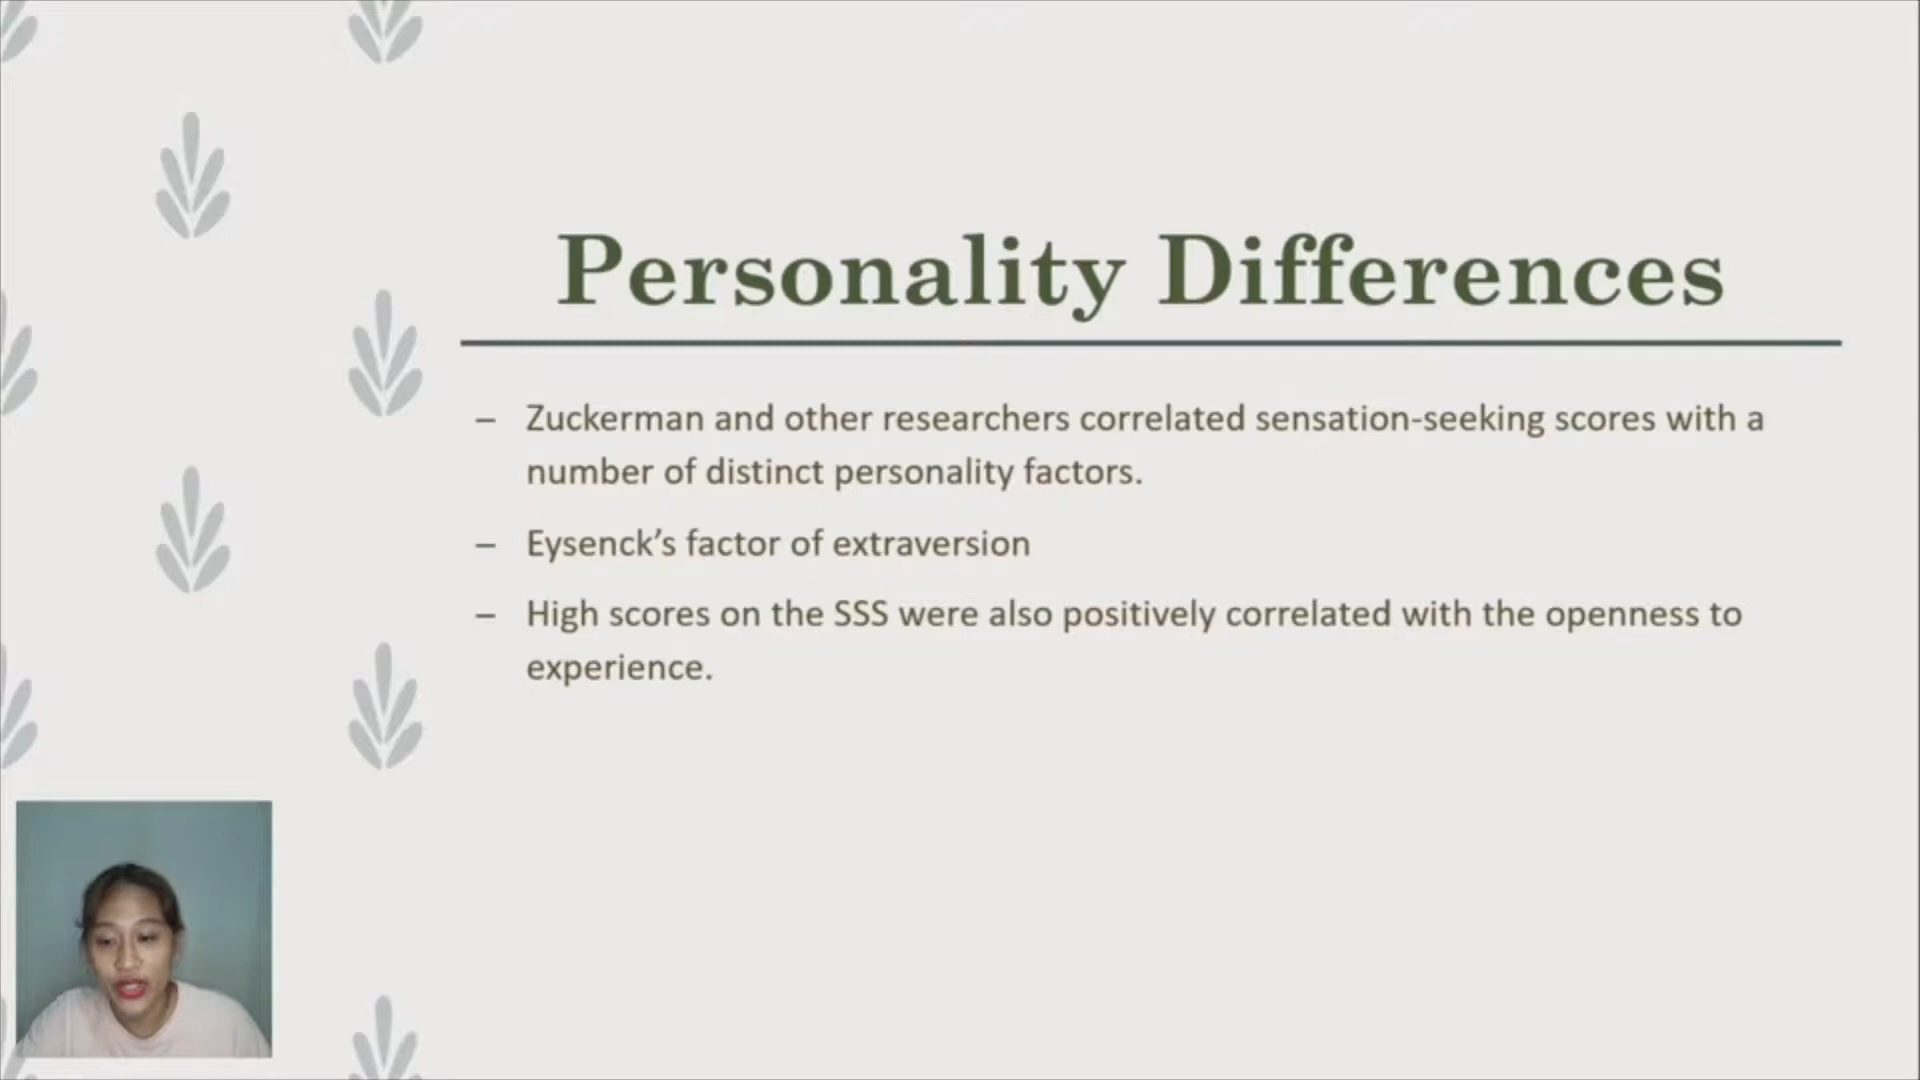 Personality Differences
– Zuckerman and other researchers correlated sensation-seeking scores with a
number of distinct personality factors.
– Eysenck’s factor of extraversion
– High scores on the SSS were also positively correlated with the openness to
experience.